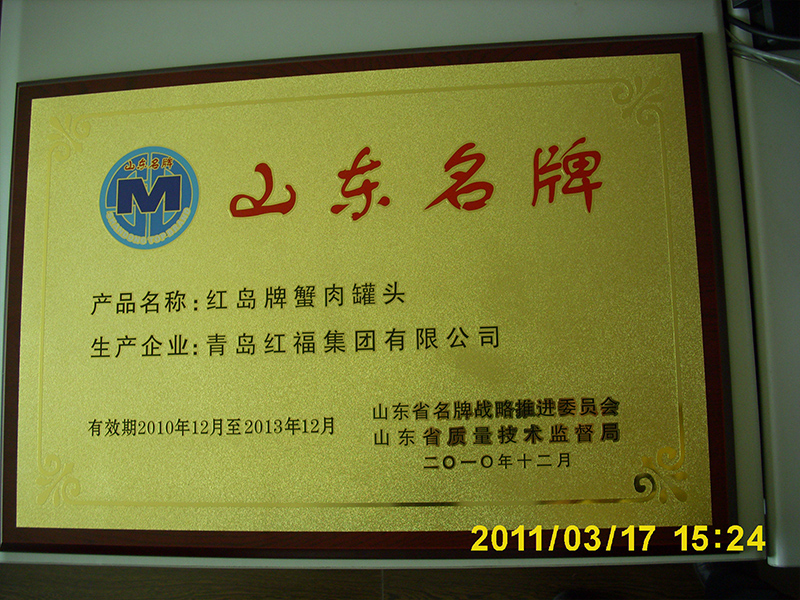 山东名牌
M
山东名牌
产品名称:红岛牌蟹肉罐头
生产企业:青岛红福集团有限公司
有效期2010年12月至2013年12月
山东省名牌战略推进委员会
山东省质量技术监督局
二〇一〇年十二月
2011/03/17 15:24